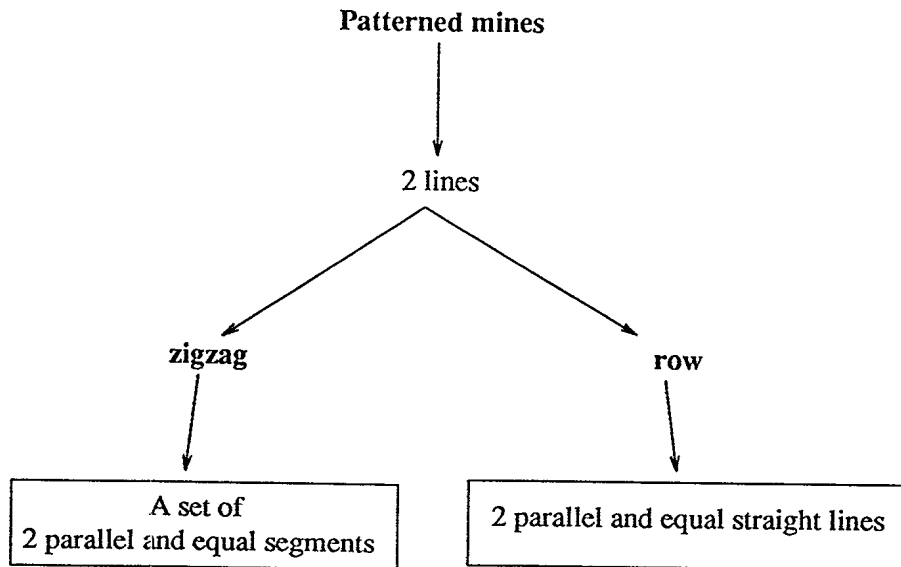 Patterned mines
2 lines
zigzag
row
A set of
2 parallel and equal segments
2 parallel and equal straight lines